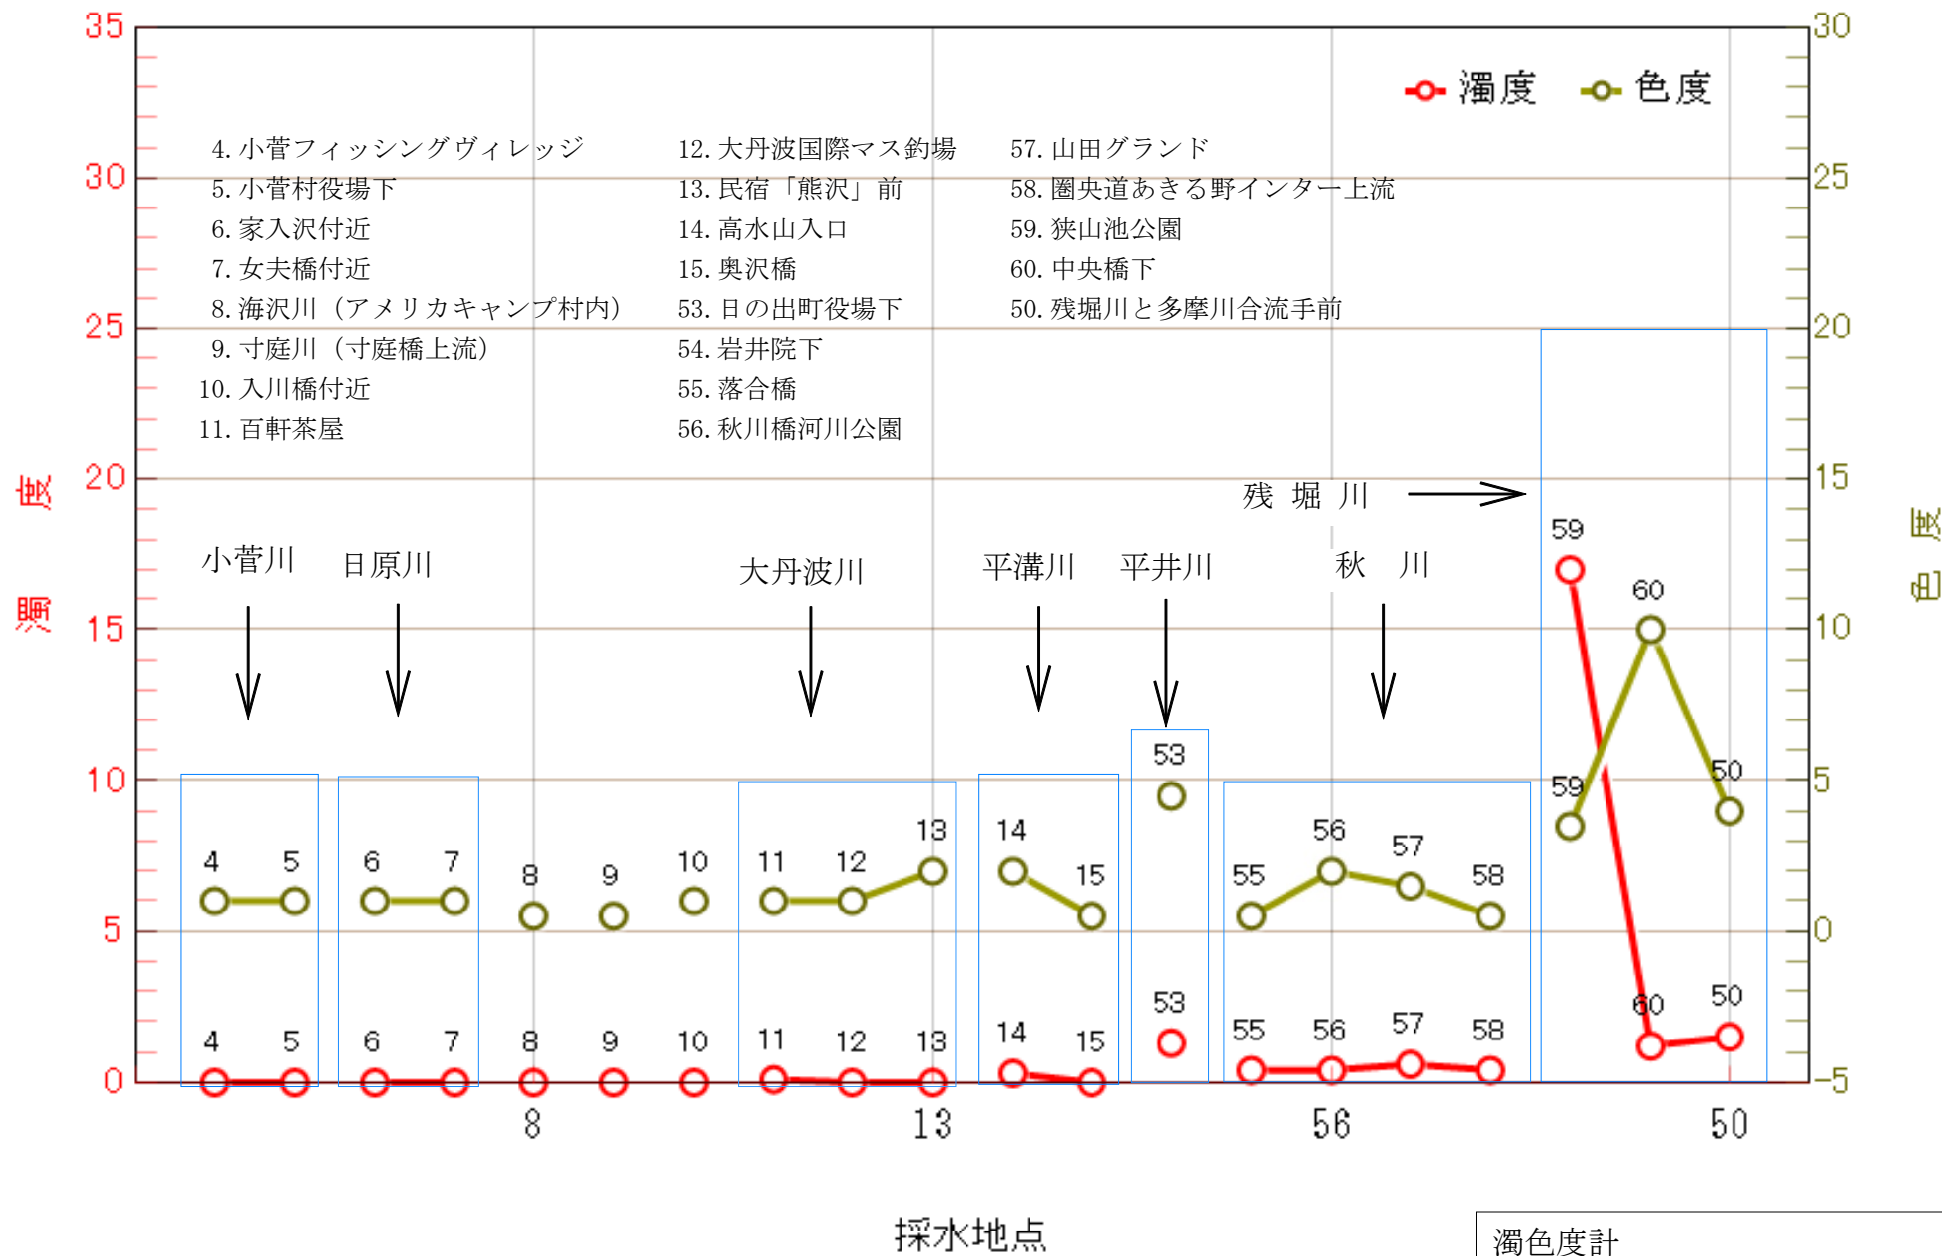 35
30
25
20
15
10
5
0
濁 度
30
25
20
15
10
5
0
-5
色 度
濁度 色度
4. 小菅フィッシングヴィレッジ
5. 小菅村役場下
6. 家入沢付近
7. 女夫橋付近
8. 海沢川（アメリカキャンプ村内）
9. 寸庭川（寸庭橋上流）
10. 入川橋付近
11. 百軒茶屋
12. 大丹波国際マス釣場
13. 民宿「熊沢」前
14. 高水山入口
15. 奥沢橋
53. 日の出町役場下
54. 岩井院下
55. 落合橋
56. 秋川橋河川公園
57. 山田グランド
58. 圏央道あきる野インター上流
59. 狭山池公園
60. 中央橋下
50. 残堀川と多摩川合流手前
残 堀 川
小菅川 日原川 大丹波川 平溝川 平井川 秋 川
4 5 6 7 8 9 10 11 12 13 14 15 53 55 56 57 58 59 60 50
4 5 6 7 8 9 10 11 12 13 14 15 53 55 56 57 58 59 60 50
8 13 56 50
採水地点
濁色度計